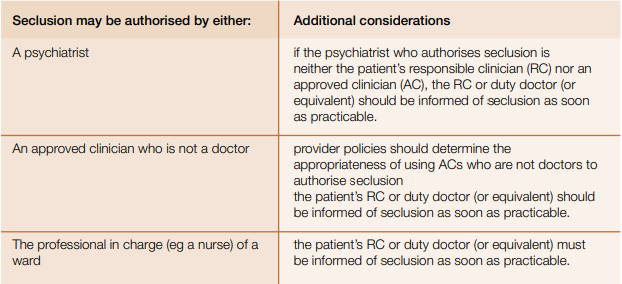 Seclusion may be authorised by either:
Additional considerations
A psychiatrist
if the psychiatrist who authorises seclusion is
neither the patient's responsible clinician (RC) nor an
approved clinician (AC), the RC or duty doctor (or
equivalent) should be informed of seclusion as soon
as practicable.
An approved clinician who is not a doctor
provider policies should determine the
appropriateness of using ACs who are not doctors to
authorise seclusion
the patient's RC or duty doctor (or equivalent) should
be informed of seclusion as soon as practicable.
The professional in charge (eg a nurse) of a
ward
the patient's RC or duty doctor (or equivalent) must
be informed of seclusion as soon as practicable.